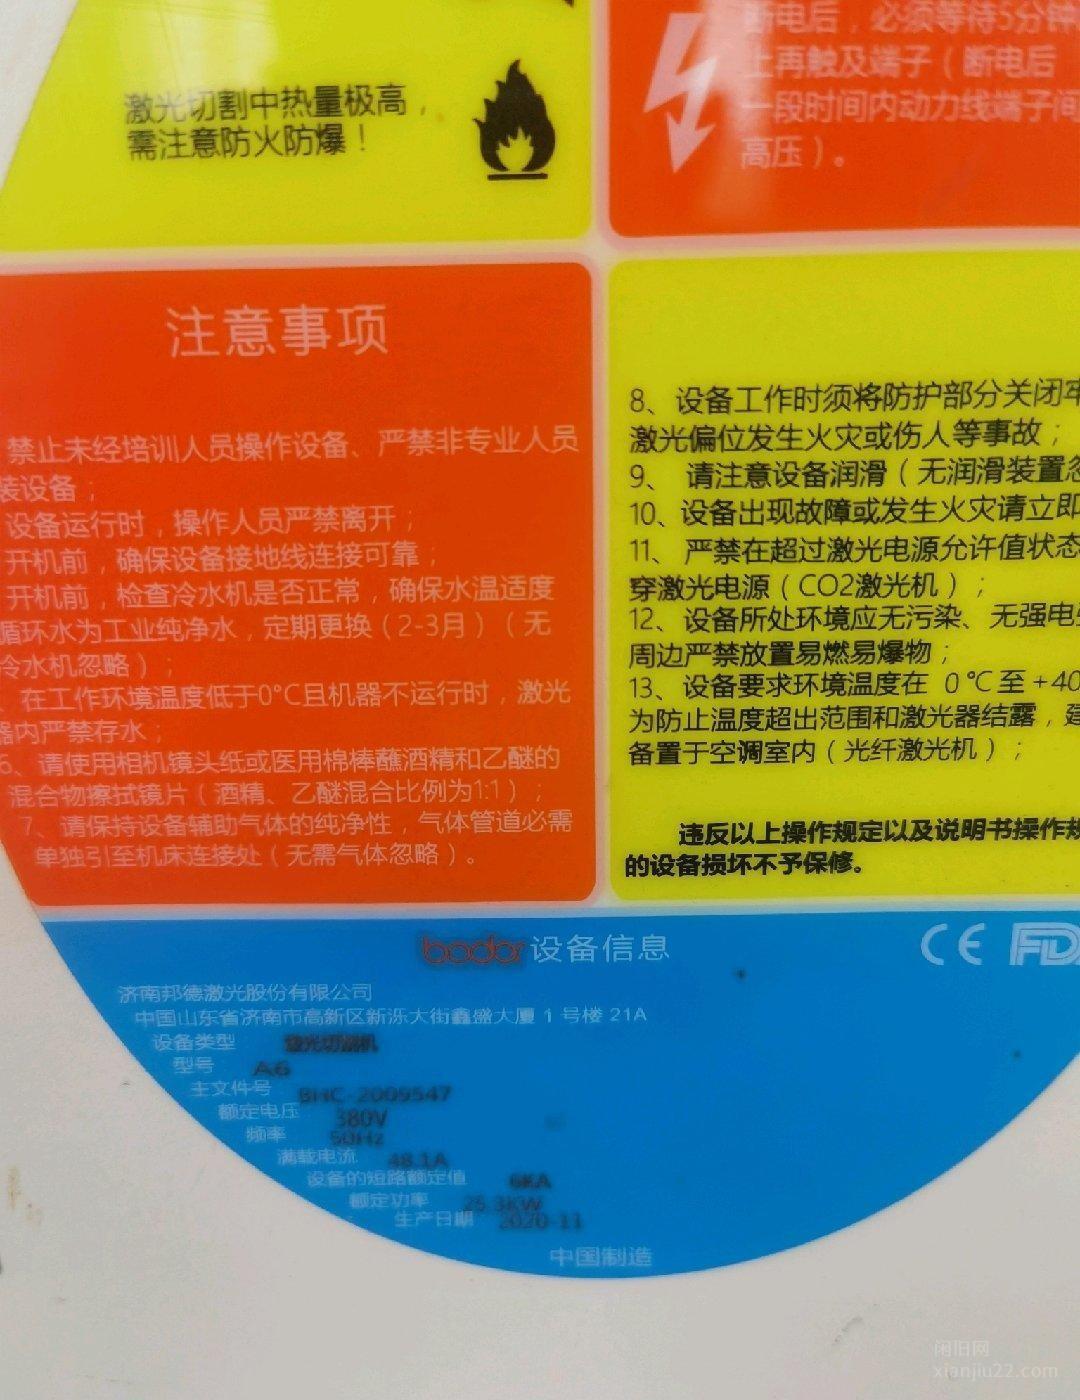 激光切割中热量极高，
需注意防火防爆！
断电后，必须等待5分钟
上再触及端子（断电后
一段时间内动力线端子间
高压）。
注意事项
禁止未经培训人员操作设备、严禁非专业人员
装设备；
设备运行时，操作人员严禁离开；
开机前，确保设备接地线连接可靠；
开机前，检查冷水机是否正常，确保水温适度
循环水为工业纯净水，定期更换（2-3月）（无
冷水机忽略）；
、在工作环境温度低于0°C且机器不运行时，激光
器内严禁存水；
6、请使用相机镜头纸或医用棉棒蘸酒精和乙醚的
混合物擦拭镜片（酒精、乙醚混合比例为1:1）；
7、请保持设备辅助气体的纯净性，气体管道必需
单独引至机床连接处（无需气体忽略）。
8、设备工作时须将防护部分关闭牢
激光偏位发生火灾或伤人等事故；
9、 请注意设备润滑（无润滑装置忽
10、设备出现故障或发生火灾请立即
11、严禁在超过激光电源允许值状态
穿激光电源（CO2激光机）；
12、设备所处环境应无污染、无强电
周边严禁放置易燃易爆物；
13、设备要求环境温度在 0℃至+40
为防止温度超出范围和激光器结露，建
备置于空调室内（光纤激光机）；
违反以上操作规定以及说明书操作规
的设备损坏不予保修。
bodor设备信息
CE FD
济南邦德激光股份有限公司
中国山东省济南市高新区新泺大街鑫盛大厦 1 号楼 21A
设备类型 激光切割机
型号 A6
主文件号 BHC-2009547
额定电压 380V
频率 50Hz
满载电流 48.1A
设备的短路额定值 6KA
额定功率 25.3KW
生产日期 2020-11
中国制造
闲旧网
xianjiu22.com